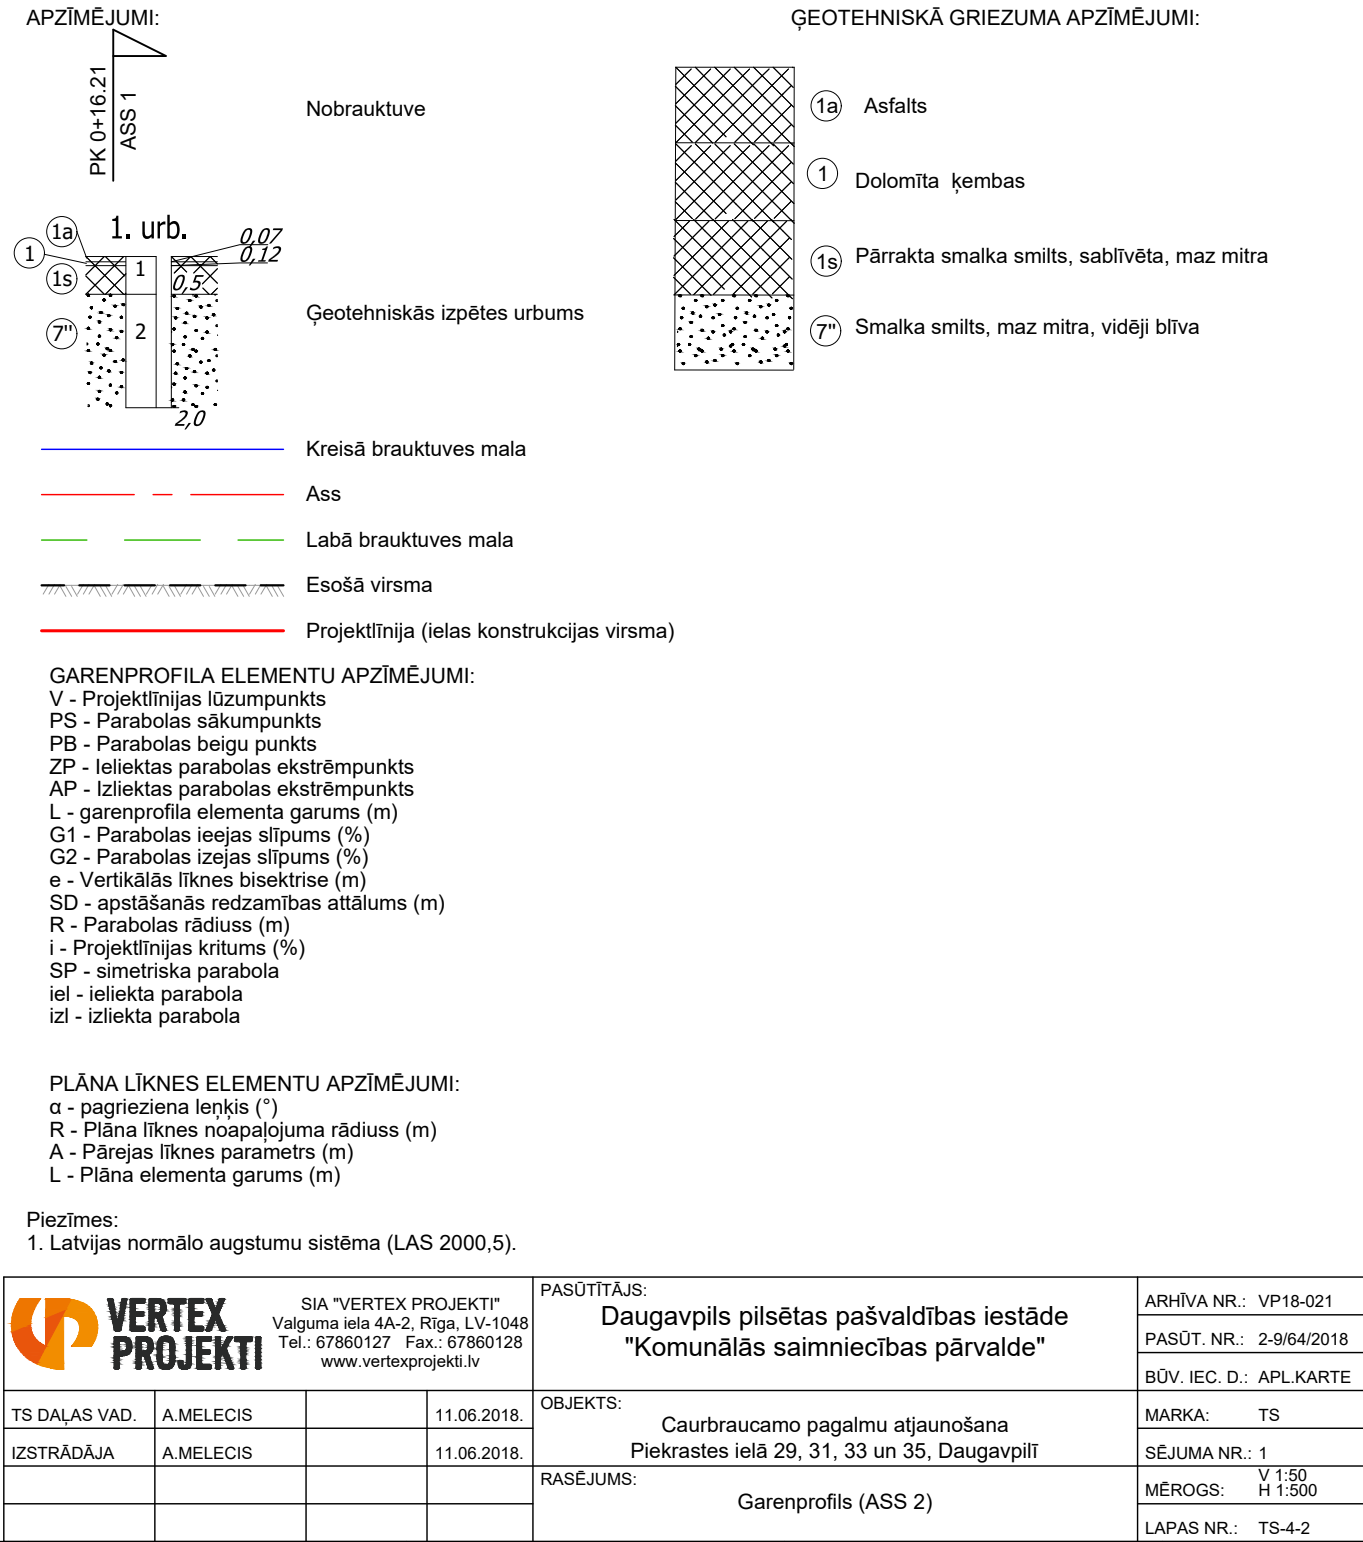 APZĪMĒJUMI:
PK 0+16.21
ASS 1
Nobrauktuve
1. urb.
1a
1
1s
7"
1
2
0,07
0,12
0,5
2,0
Ģeotehniskās izpētes urbums
Kreisā brauktuves mala
Ass
Labā brauktuves mala
Esošā virsma
Projektlīnija (ielas konstrukcijas virsma)
ĢEOTEHNISKĀ GRIEZUMA APZĪMĒJUMI:
1a Asfalts
1 Dolomīta ķembas
1s Pārrakta smalka smilts, sablīvēta, maz mitra
7" Smalka smilts, maz mitra, vidēji blīva
GARENPROFILA ELEMENTU APZĪMĒJUMI:
V - Projektlīnijas lūzumpunkts
PS - Parabolas sākumpunkts
PB - Parabolas beigu punkts
ZP - Ieliektas parabolas ekstrēmpunkts
AP - Izliektas parabolas ekstrēmpunkts
L - garenprofila elementa garums (m)
G1 - Parabolas ieejas slīpums (%)
G2 - Parabolas izejas slīpums (%)
e - Vertikālās līknes bisektrise (m)
SD - apstāšanās redzamības attālums (m)
R - Parabolas rādiuss (m)
i - Projektlīnijas kritums (%)
SP - simetriska parabola
iel - ieliekta parabola
izl - izliekta parabola
PLĀNA LĪKNES ELEMENTU APZĪMĒJUMI:
α - pagrieziena leņķis (°)
R - Plāna līknes noapaļojuma rādiuss (m)
A - Pārejas līknes parametrs (m)
L - Plāna elementa garums (m)
Piezīmes:
1. Latvijas normālo augstumu sistēma (LAS 2000,5).
VERTEX
PROJEKTI
SIA "VERTEX PROJEKTI"
Valguma iela 4A-2, Rīga, LV-1048
Tel.: 67860127 Fax.: 67860128
www.vertexprojekti.lv
PASŪTĪTĀJS:
Daugavpils pilsētas pašvaldības iestāde
"Komunālās saimniecības pārvalde"
ARHĪVA NR.: VP18-021
PASŪT. NR.: 2-9/64/2018
BŪV. IEC. D.: APL.KARTE
TS DAĻAS VAD. A.MELECIS 11.06.2018.
IZSTRĀDĀJA A.MELECIS 11.06.2018.
OBJEKTS:
Caurbraucamo pagalmu atjaunošana
Piekrastes ielā 29, 31, 33 un 35, Daugavpilī
MARKA: TS
SĒJUMA NR.: 1
RASĒJUMS:
Garenprofils (ASS 2)
MĒROGS: V 1:50
H 1:500
LAPAS NR.: TS-4-2